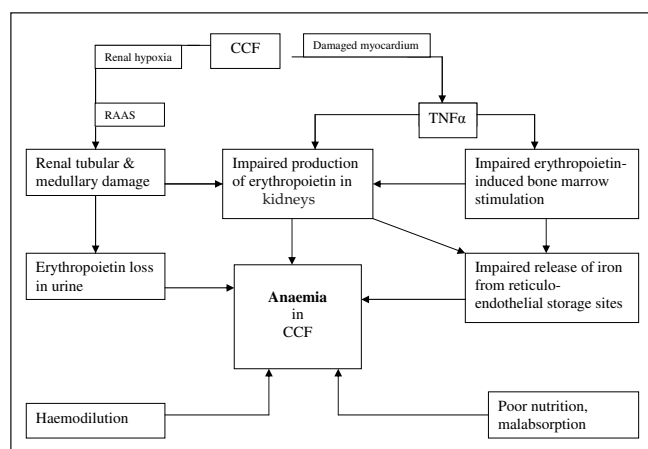 CCF
Renal hypoxia
Damaged myocardium
RAAS
TNFα
Renal tubular &
medullary damage
Impaired production
of erythropoietin in
kidneys
Impaired erythropoietin-
induced bone marrow
stimulation
Erythropoietin loss
in urine
Anaemia
in
CCF
Impaired release of iron
from reticulo-
endothelial storage sites
Haemodilution
Poor nutrition,
malabsorption